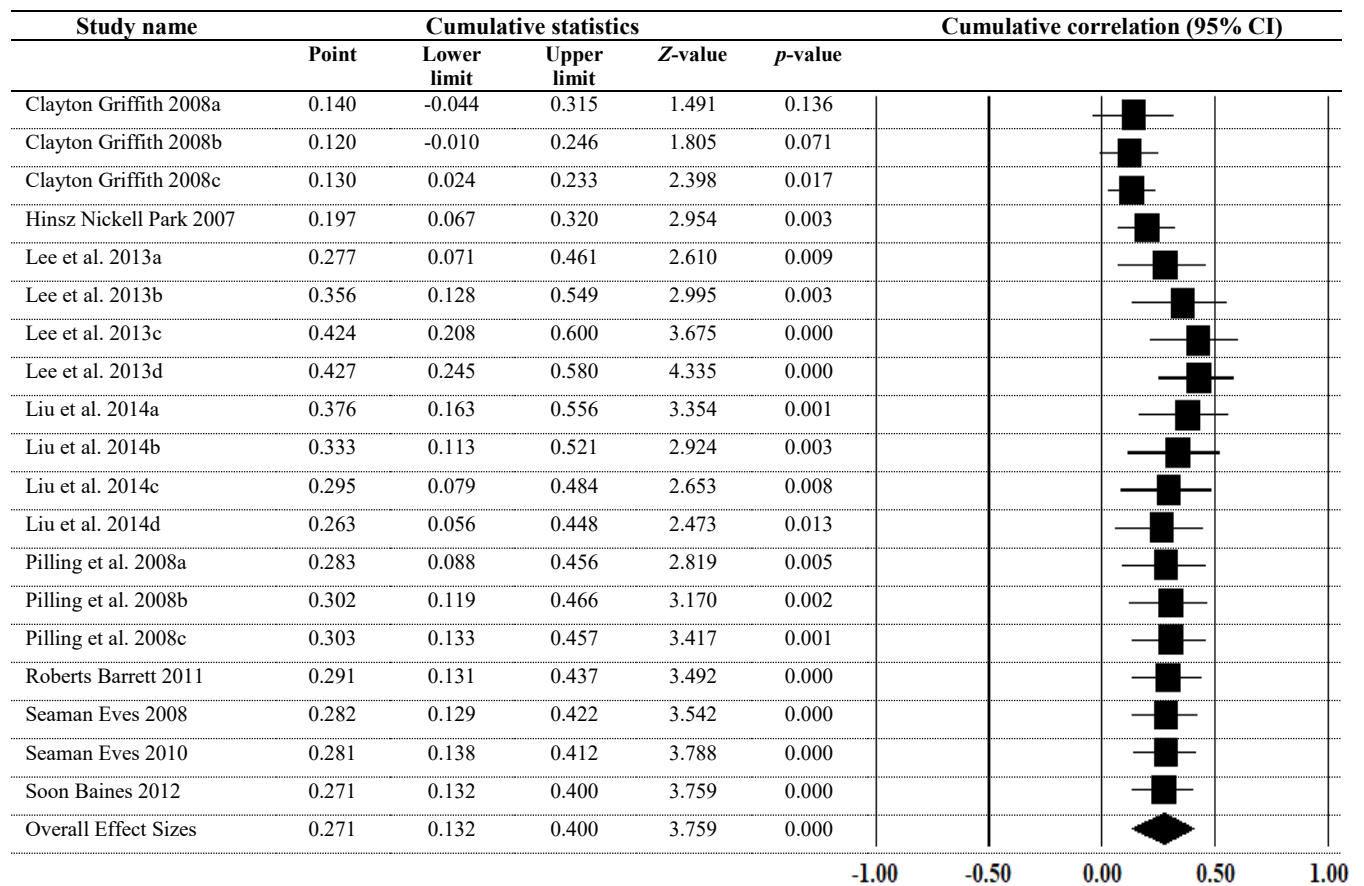 Study name Cumulative statistics Cumulative correlation (95% CI)
Point Lower limit Upper limit Z-value p-value
Clayton Griffith 2008a 0.140 -0.044 0.315 1.491 0.136
Clayton Griffith 2008b 0.120 -0.010 0.246 1.805 0.071
Clayton Griffith 2008c 0.130 0.024 0.233 2.398 0.017
Hinsz Nickell Park 2007 0.197 0.067 0.320 2.954 0.003
Lee et al. 2013a 0.277 0.071 0.461 2.610 0.009
Lee et al. 2013b 0.356 0.128 0.549 2.995 0.003
Lee et al. 2013c 0.424 0.208 0.600 3.675 0.000
Lee et al. 2013d 0.427 0.245 0.580 4.335 0.000
Liu et al. 2014a 0.376 0.163 0.556 3.354 0.001
Liu et al. 2014b 0.333 0.113 0.521 2.924 0.003
Liu et al. 2014c 0.295 0.079 0.484 2.653 0.008
Liu et al. 2014d 0.263 0.056 0.448 2.473 0.013
Pilling et al. 2008a 0.283 0.088 0.456 2.819 0.005
Pilling et al. 2008b 0.302 0.119 0.466 3.170 0.002
Pilling et al. 2008c 0.303 0.133 0.457 3.417 0.001
Roberts Barrett 2011 0.291 0.131 0.437 3.492 0.000
Seaman Eves 2008 0.282 0.129 0.422 3.542 0.000
Seaman Eves 2010 0.281 0.138 0.412 3.788 0.000
Soon Baines 2012 0.271 0.132 0.400 3.759 0.000
Overall Effect Sizes 0.271 0.132 0.400 3.759 0.000
-1.00 -0.50 0.00 0.50 1.00